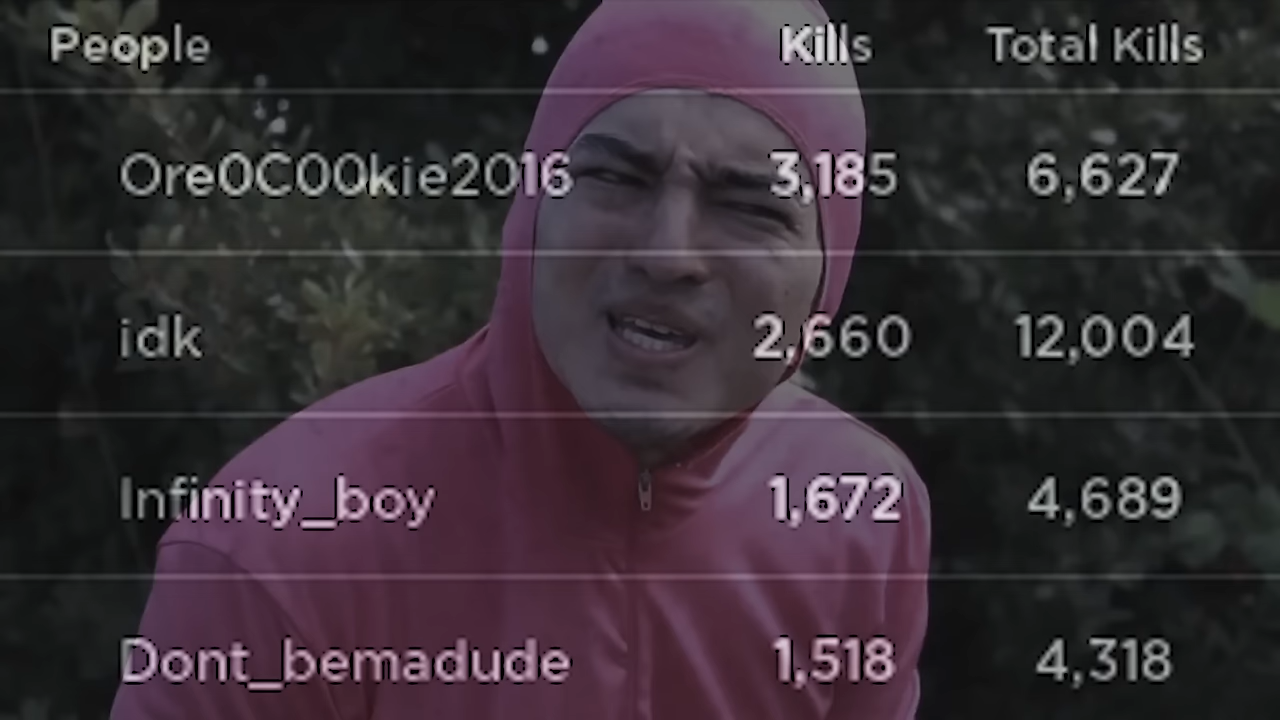 People Kills Total Kills
Ore0C00kie2016 3,185 6,627
idk 2,660 12,004
Infinity_boy 1,672 4,689
Dont_bemadude 1,518 4,318